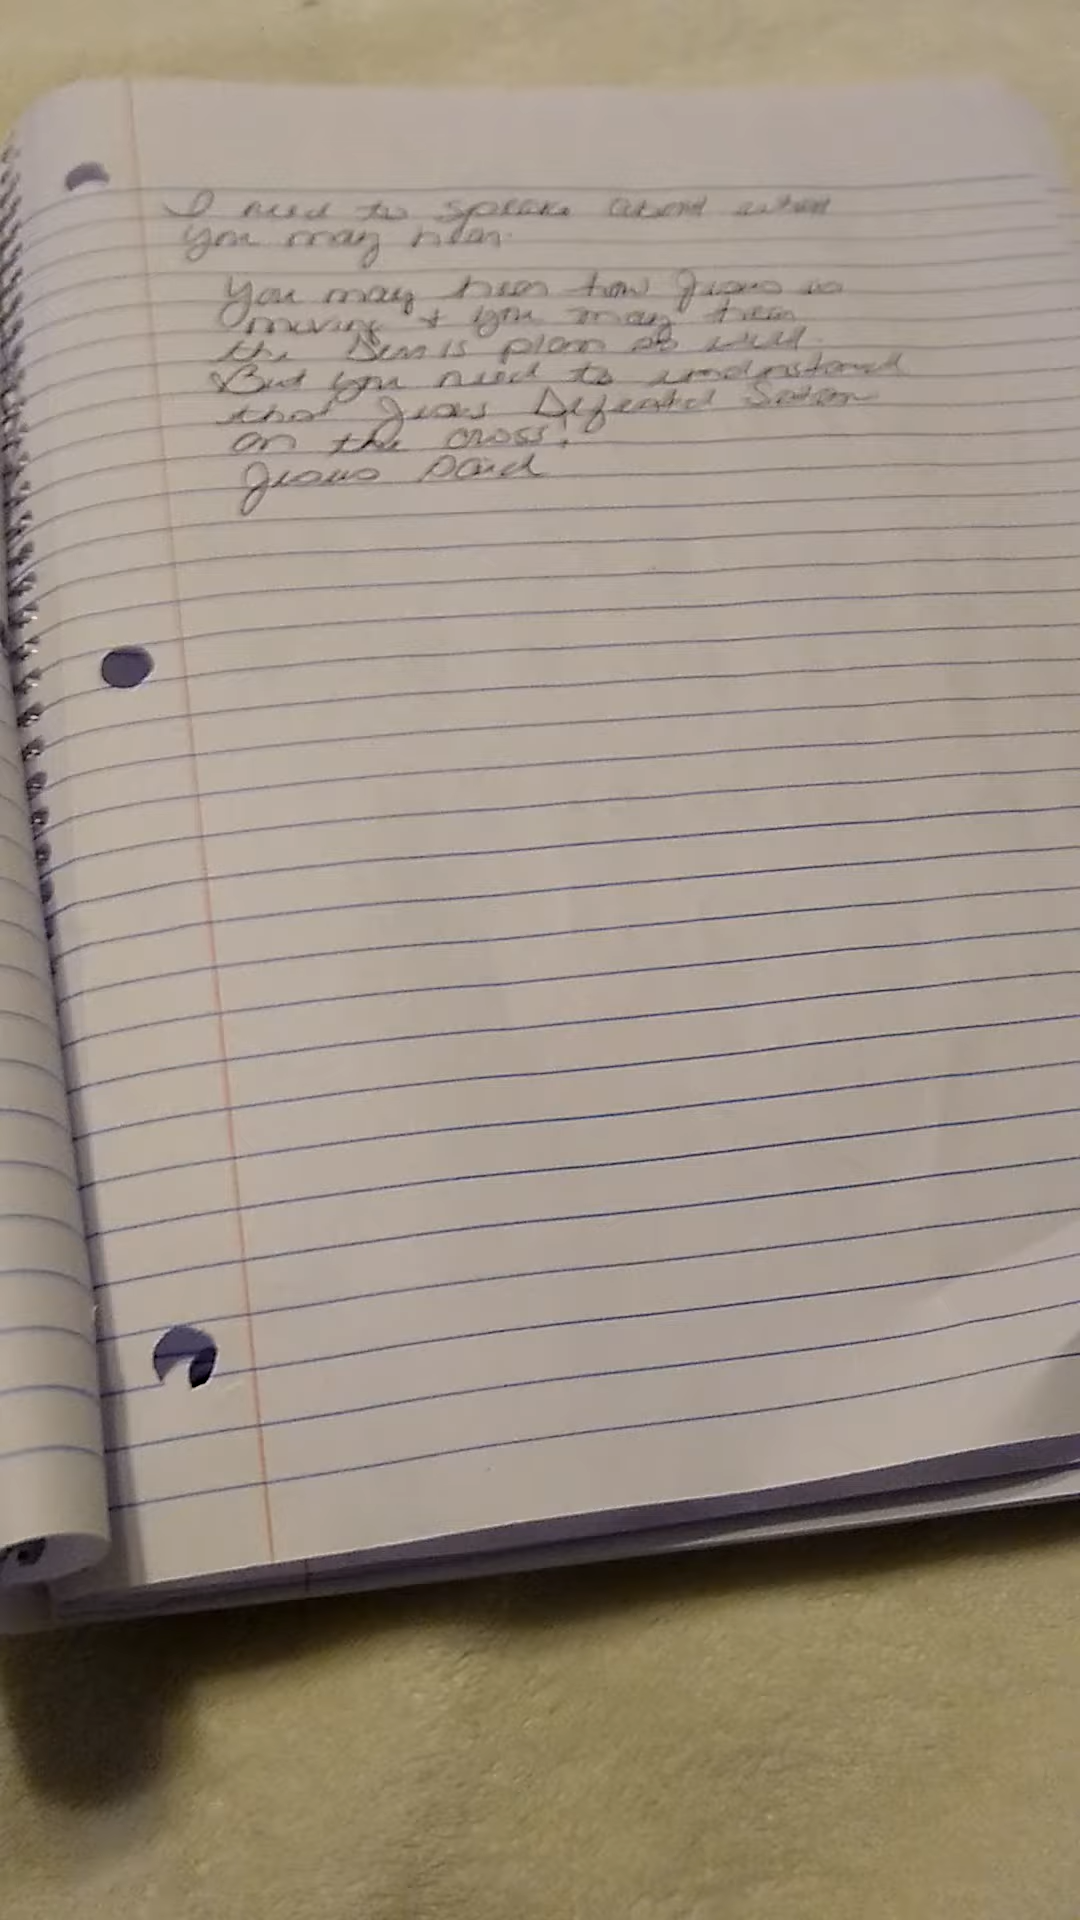 I need to speak about what
you may hear.
You may hear how Jesus is
moving + you may hear
the Devils plan as well.
But you need to understand
that Jesus Defeated Satan
on the cross!
Jesus said